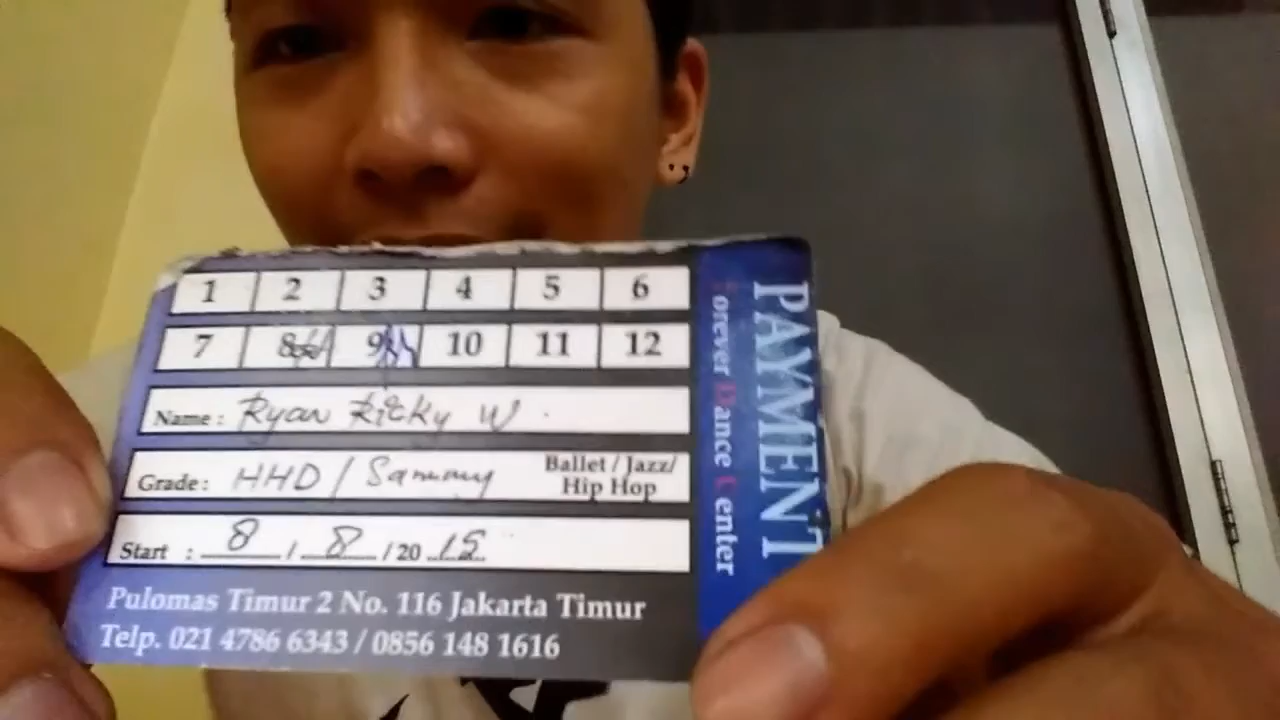 1 2 3 4 5 6
7 8 9 10 11 12
Name : Ryan Ricky W .
Grade : HHD / Sammy Ballet / Jazz/
Hip Hop
Start : 8 / 8 / 20 15
Pulomas Timur 2 No. 116 Jakarta Timur
Telp. 021 4786 6343 / 0856 148 1616
PAYMENT
Forever Dance Center